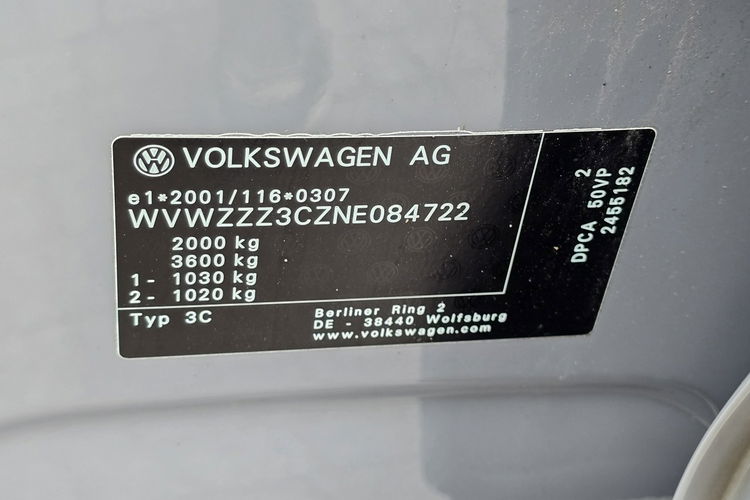 VOLKSWAGEN AG
e1*2001/116*0307
WVWZZZ3CZNE084722
2000 kg
3600 kg
1- 1030 kg
2- 1020 kg
Typ 3C
Berliner Ring 2
DE - 38440 Wolfsburg
www.volkswagen.com
2
DPCA 50VP
2455182